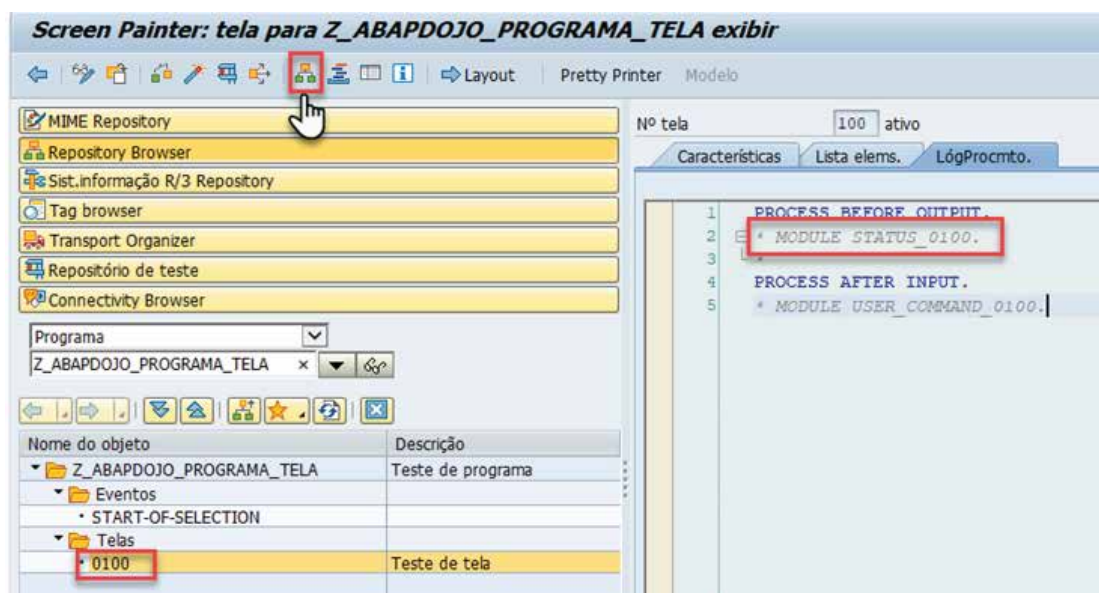 Screen Painter: tela para Z_ABAPDOJO_PROGRAMA_TELA exibir
Layout Pretty Printer Modelo
MIME Repository
Repository Browser
Sist.informação R/3 Repository
Tag browser
Transport Organizer
Repositório de teste
Connectivity Browser
Programa
Z_ABAPDOJO_PROGRAMA_TELA
Nome do objeto Descrição
Z_ABAPDOJO_PROGRAMA_TELA Teste de programa
Eventos
START-OF-SELECTION
Telas
0100 Teste de tela
Nº tela 100 ativo
Características Lista elems. LógProcmto.
1 PROCESS BEFORE OUTPUT.
2 * MODULE STATUS_0100.
3 *
4 PROCESS AFTER INPUT.
5 * MODULE USER_COMMAND_0100.